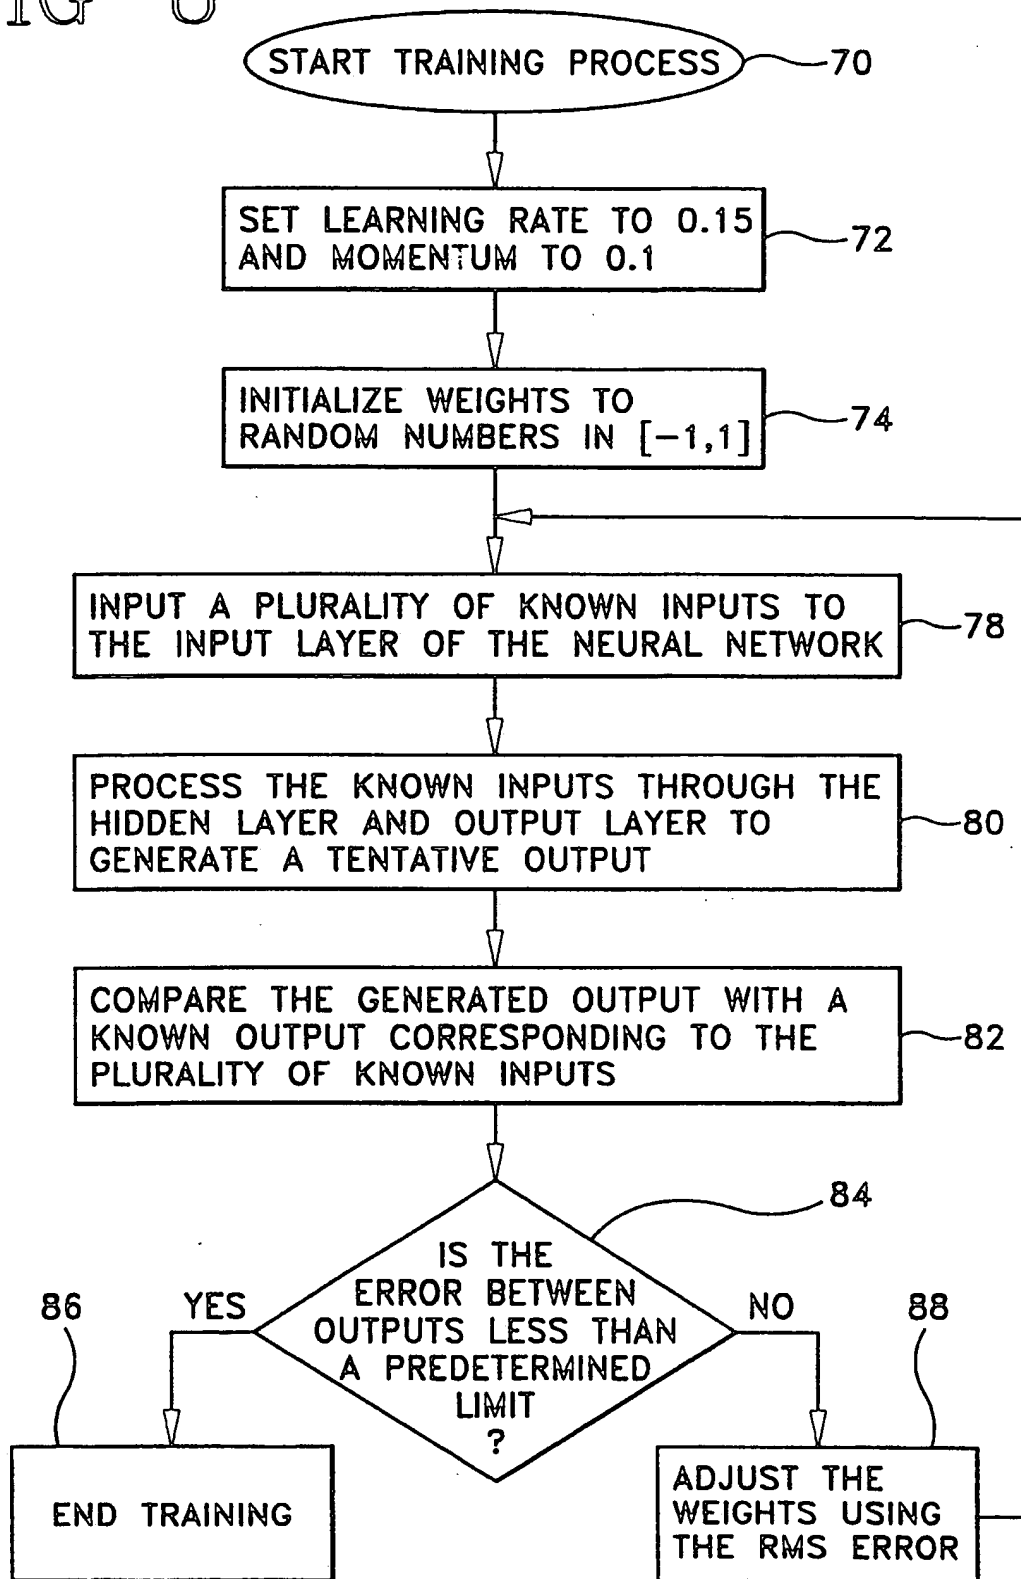 START TRAINING PROCESS
70
SET LEARNING RATE TO 0.15
AND MOMENTUM TO 0.1
72
INITIALIZE WEIGHTS TO
RANDOM NUMBERS IN [-1,1]
74
INPUT A PLURALITY OF KNOWN INPUTS TO
THE INPUT LAYER OF THE NEURAL NETWORK
78
PROCESS THE KNOWN INPUTS THROUGH THE
HIDDEN LAYER AND OUTPUT LAYER TO
GENERATE A TENTATIVE OUTPUT
80
COMPARE THE GENERATED OUTPUT WITH A
KNOWN OUTPUT CORRESPONDING TO THE
PLURALITY OF KNOWN INPUTS
82
84
IS THE
ERROR BETWEEN
OUTPUTS LESS THAN
A PREDETERMINED
LIMIT
?
86
YES
NO
88
END TRAINING
ADJUST THE
WEIGHTS USING
THE RMS ERROR